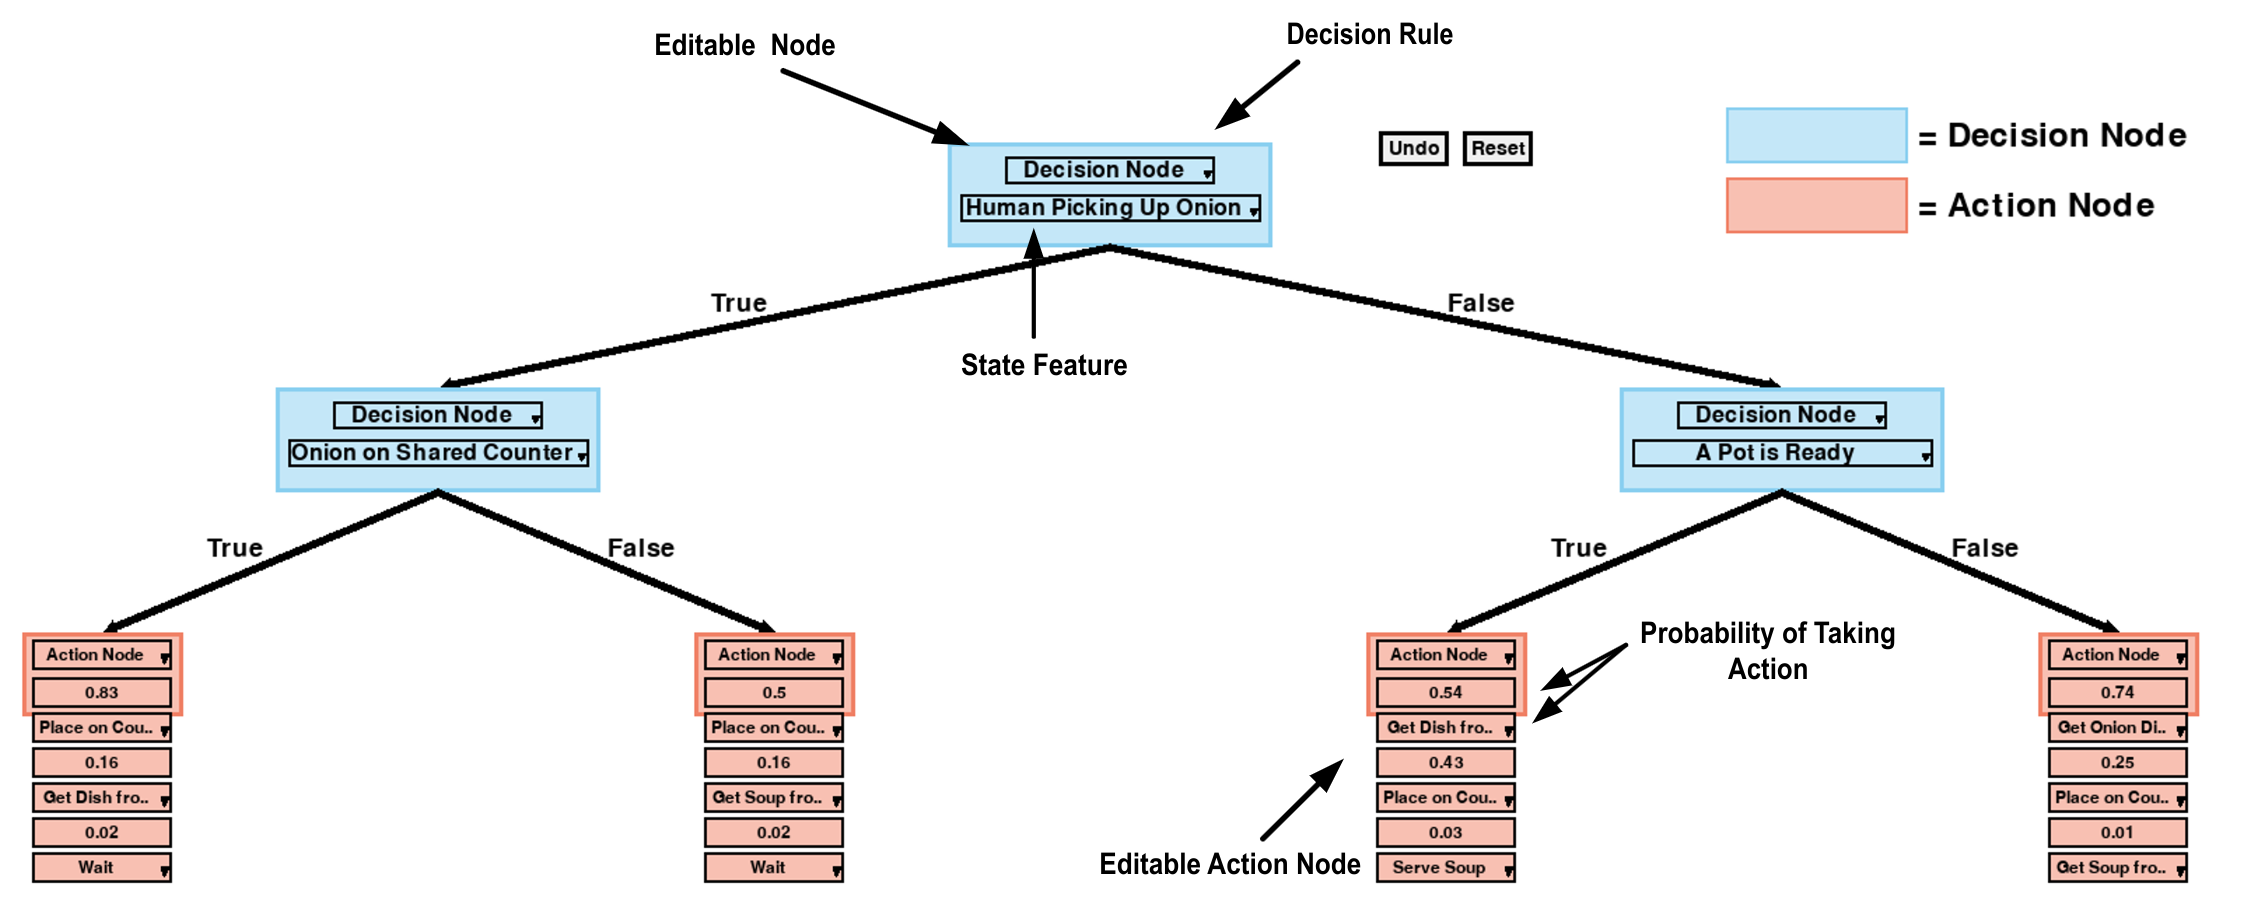 Editable Node
Decision Rule
Decision Node
Human Picking Up Onion
Undo
Reset
= Decision Node
= Action Node
True
False
State Feature
Decision Node
Onion on Shared Counter
Decision Node
A Pot is Ready
True
False
True
False
Action Node
0.83
Place on Cou..
0.16
Get Dish fro..
0.02
Wait
Action Node
0.5
Place on Cou..
0.16
Get Soup fro..
0.02
Wait
Action Node
0.54
Get Dish fro..
0.43
Place on Cou..
0.03
Serve Soup
Probability of Taking
Action
Editable Action Node
Action Node
0.74
Get Onion Di..
0.25
Place on Cou..
0.01
Get Soup fro..